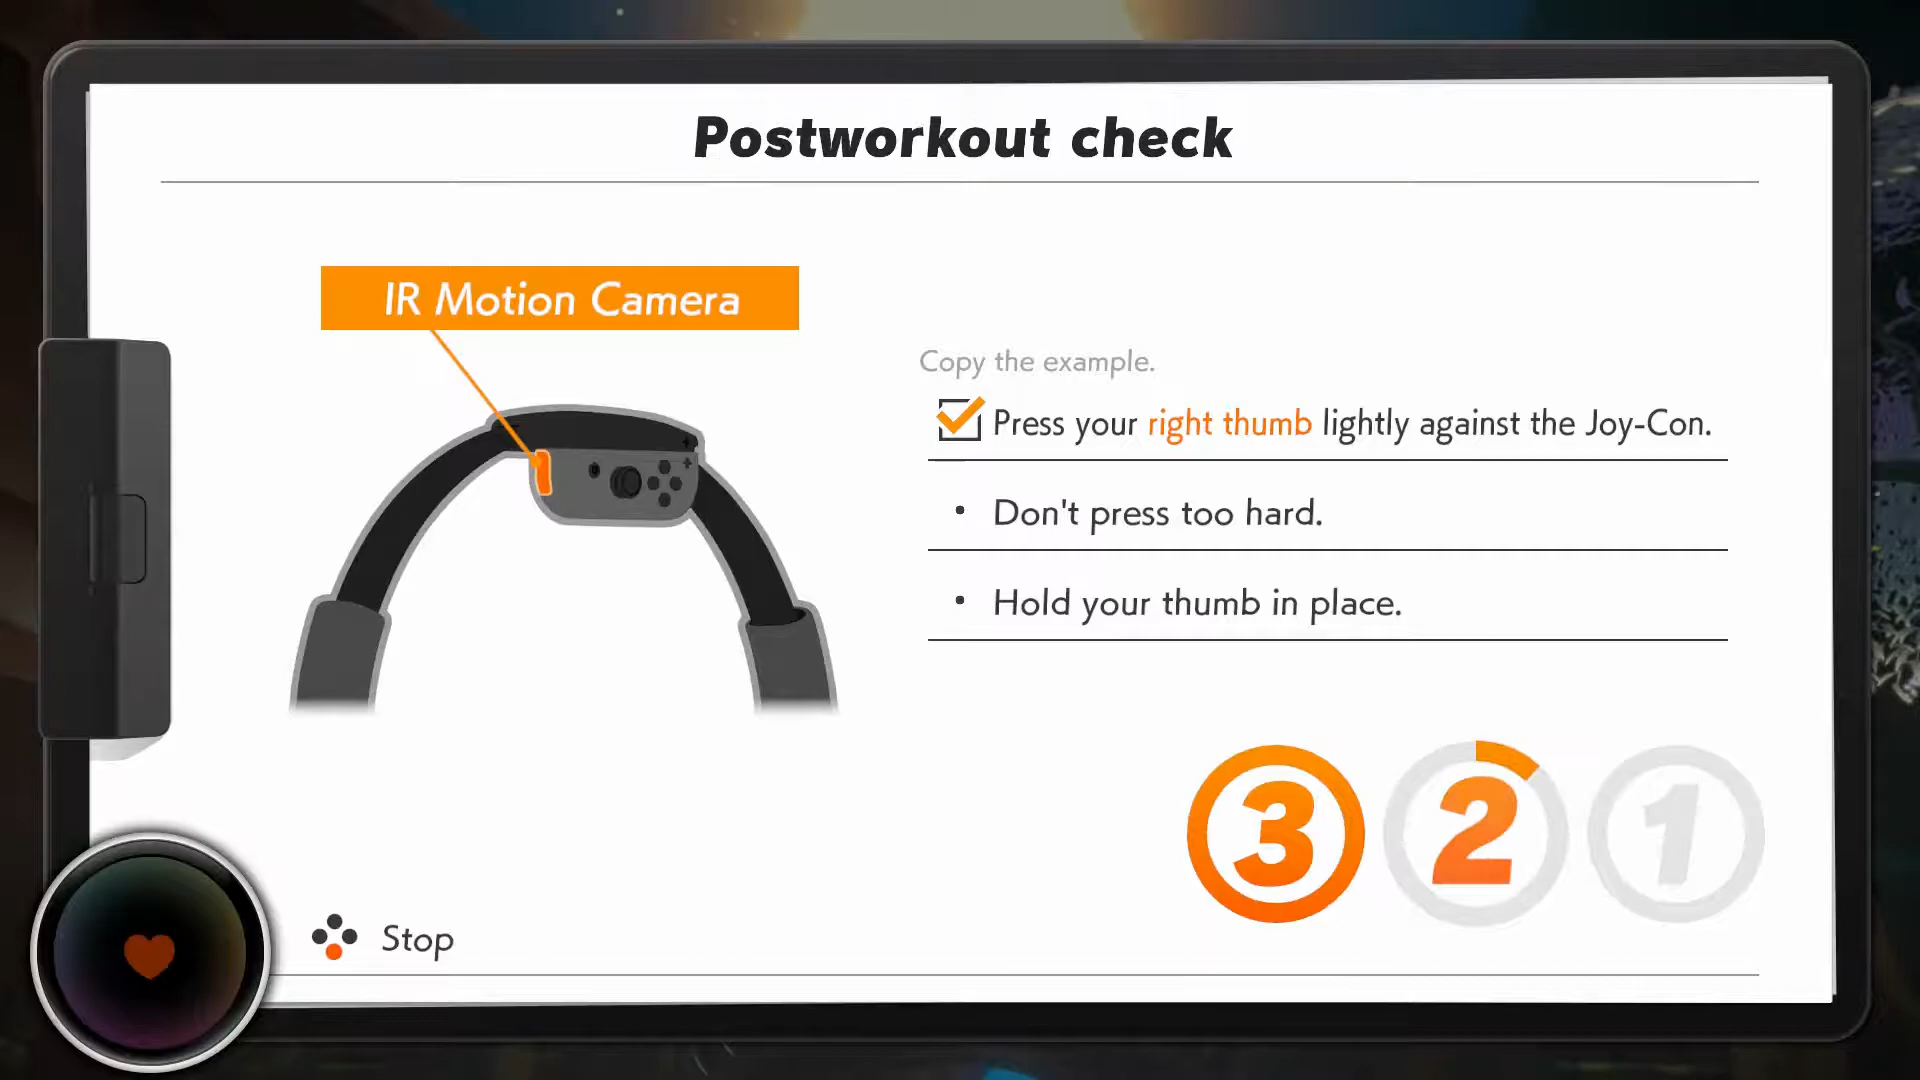 Postworkout check
IR Motion Camera
Copy the example.
Press your right thumb lightly against the Joy-Con.
• Don't press too hard.
• Hold your thumb in place.
3 2 1
Stop